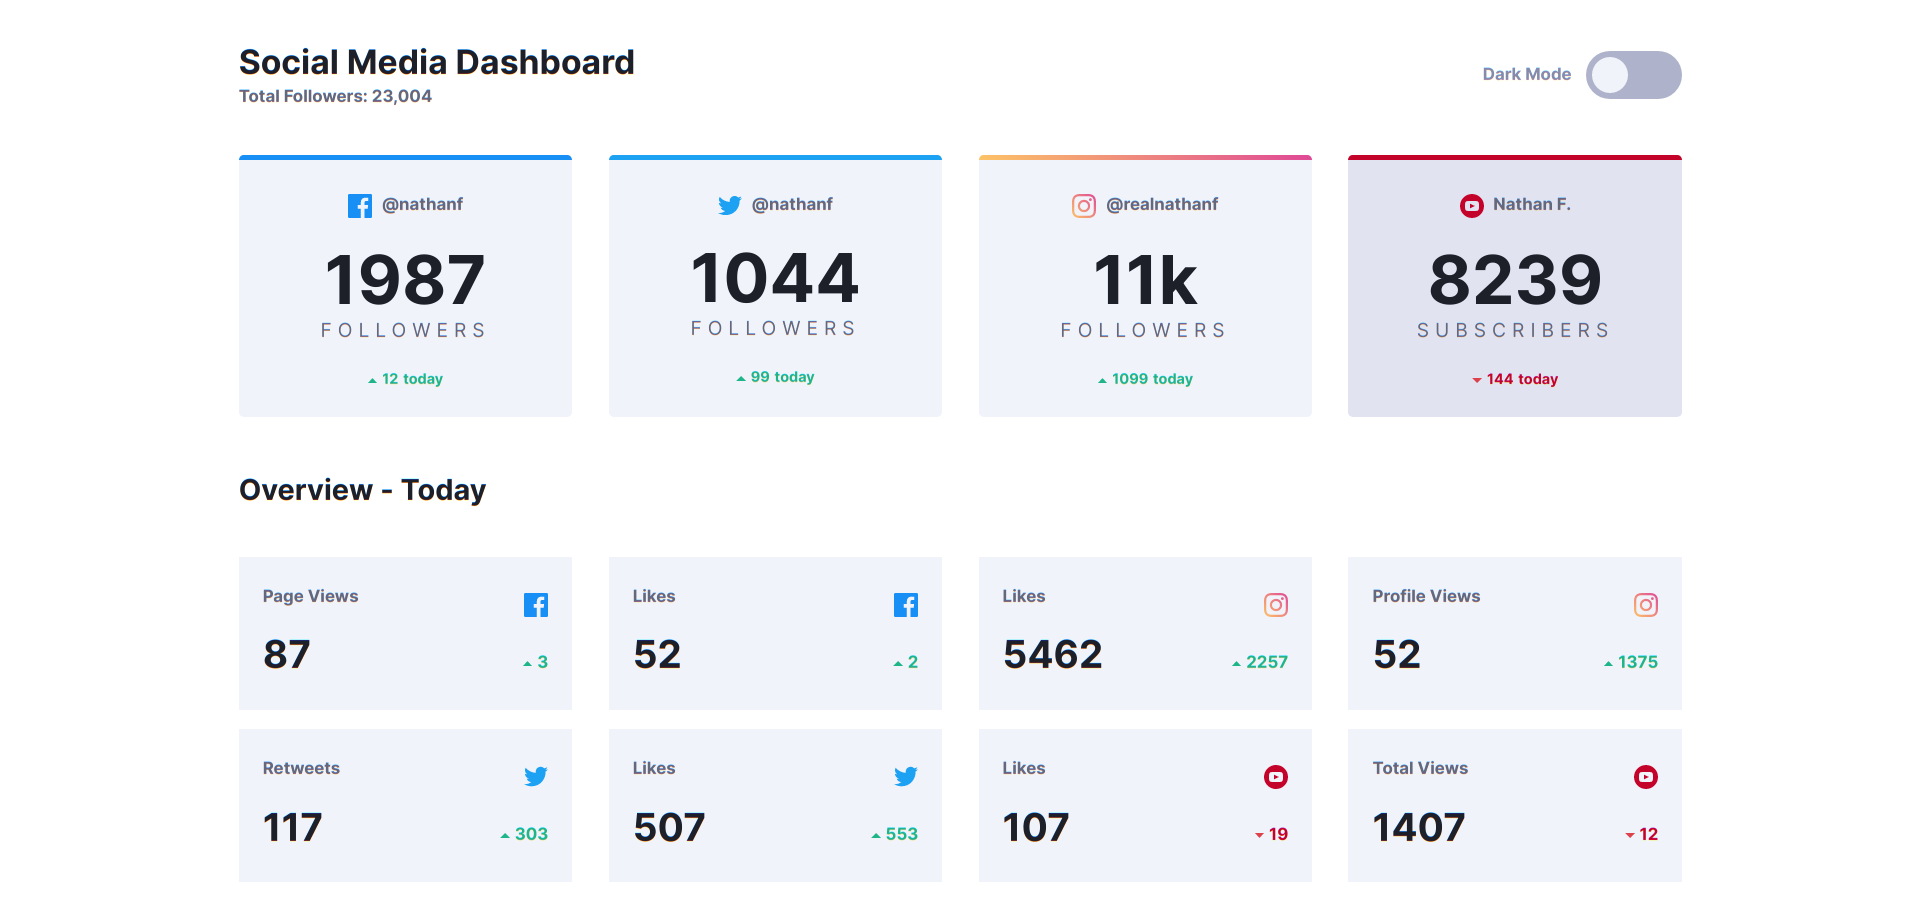 Social Media Dashboard
Total Followers: 23,004
Dark Mode
@nathanf
1987
FOLLOWERS
12 today
@nathanf
1044
FOLLOWERS
99 today
@realnathanf
11k
FOLLOWERS
1099 today
Nathan F.
8239
SUBSCRIBERS
144 today
Overview - Today
Page Views
87
3
Likes
52
2
Likes
5462
2257
Profile Views
52
1375
Retweets
117
303
Likes
507
553
Likes
107
19
Total Views
1407
12